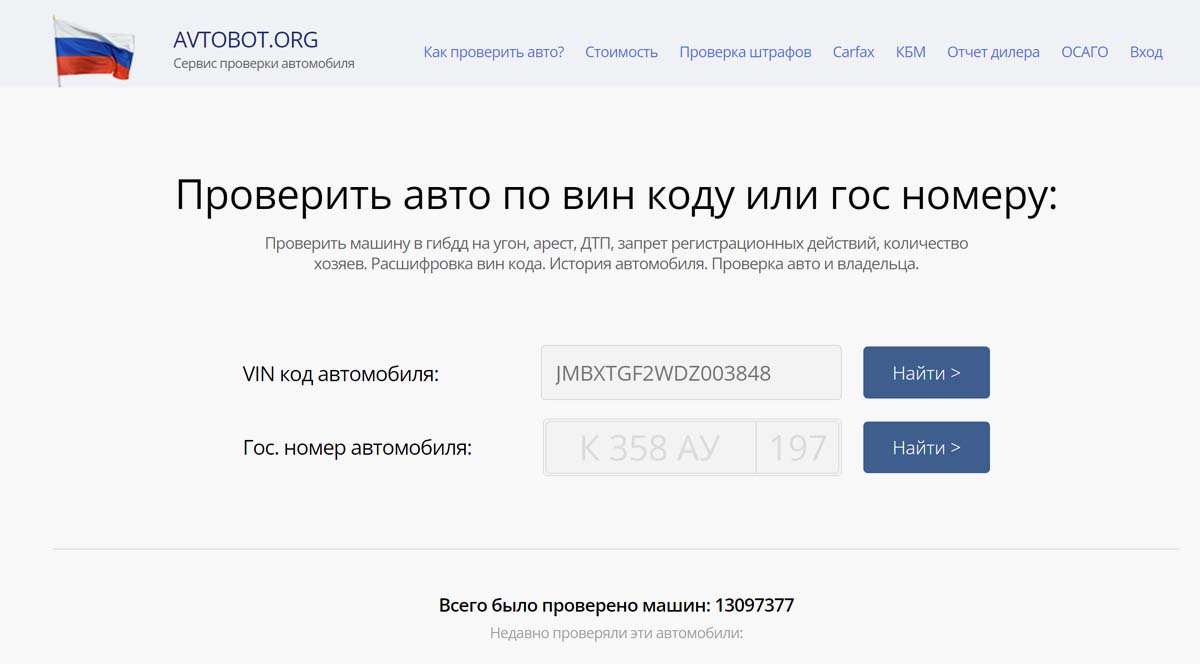 AVTOBOT.ORG
Сервис проверки автомобиля
Как проверить авто? Стоимость Проверка штрафов Carfax КБМ Отчет дилера ОСАГО Вход
Проверить авто по вин коду или гос номеру:
Проверить машину в гибдд на угон, арест, ДТП, запрет регистрационных действий, количество
хозяев. Расшифровка вин кода. История автомобиля. Проверка авто и владельца.
VIN код автомобиля: JMBXTGF2WDZ003848 Найти >
Гос. номер автомобиля: К 358 АУ 197 Найти >
Всего было проверено машин: 13097377
Недавно проверяли эти автомобили: